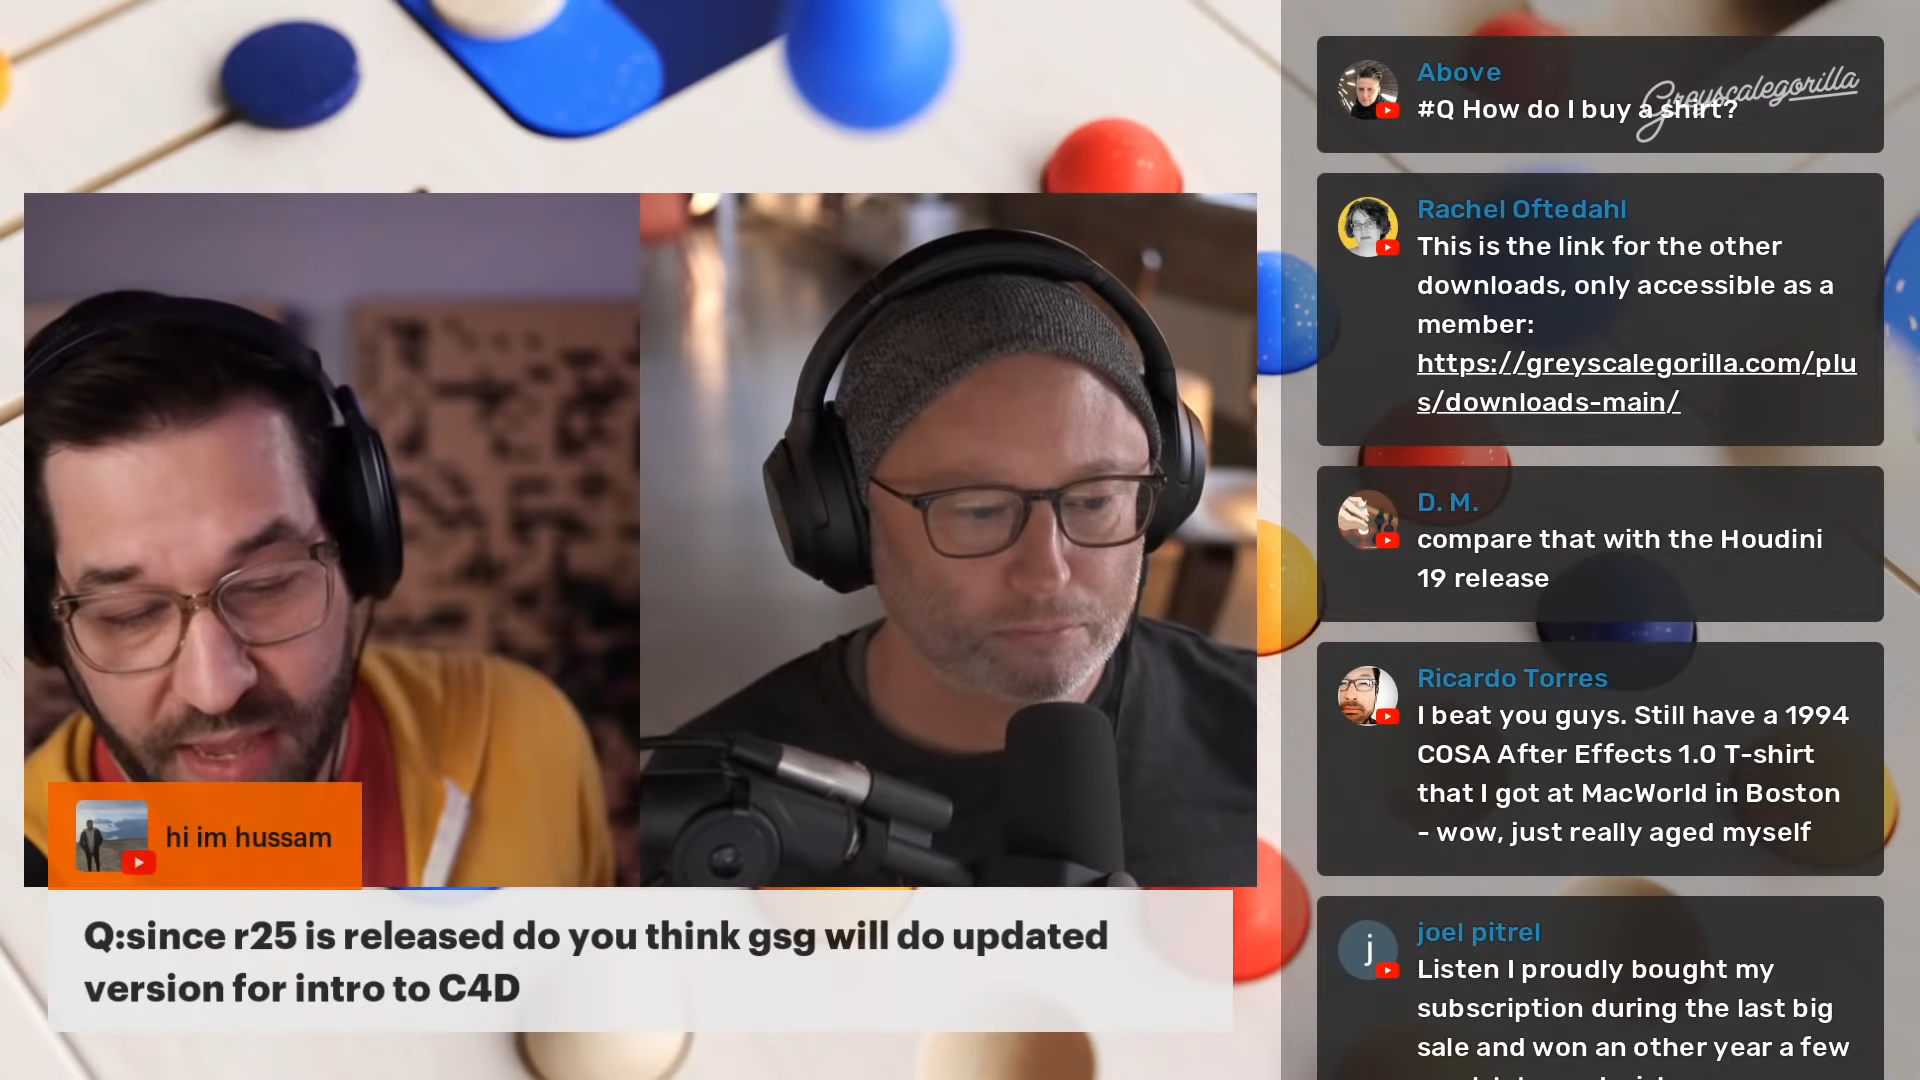 Above
#Q How do I buy a shirt?
Greyscalegorilla
Rachel Oftedahl
This is the link for the other
downloads, only accessible as a
member:
https://greyscalegorilla.com/plu
s/downloads-main/
D. M.
compare that with the Houdini
19 release
Ricardo Torres
I beat you guys. Still have a 1994
COSA After Effects 1.0 T-shirt
that I got at MacWorld in Boston
- wow, just really aged myself
j
joel pitrel
Listen I proudly bought my
subscription during the last big
sale and won an other year a few
hi im hussam
Q:since r25 is released do you think gsg will do updated
version for intro to C4D